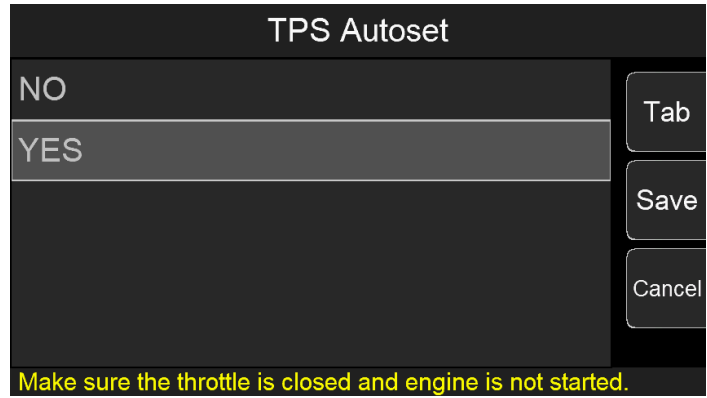 TPS Autoset
NO
YES
Tab
Save
Cancel
Make sure the throttle is closed and engine is not started.